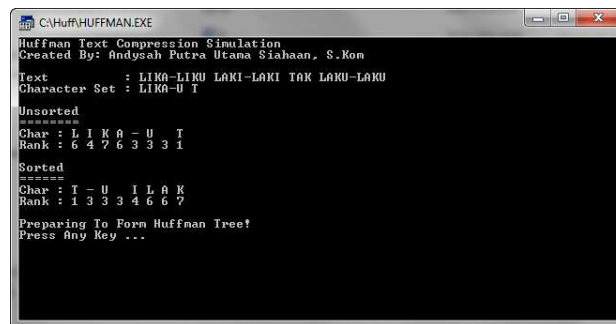 C:\Huff\HUFFMAN.EXE
Huffman Text Compression Simulation
Created By: Andysah Putra Utama Siahaan, S.Kom
Text          : LIKA-LIKU LAKI-LAKI TAK LAKU-LAKU
Character Set : LIKA-U T
Unsorted
========
Char : L I K A - U   T
Rank : 6 4 7 6 3 3 3 1
Sorted
======
Char : T - U   I L A K
Rank : 1 3 3 3 4 6 6 7
Preparing To Form Huffman Tree!
Press Any Key ...